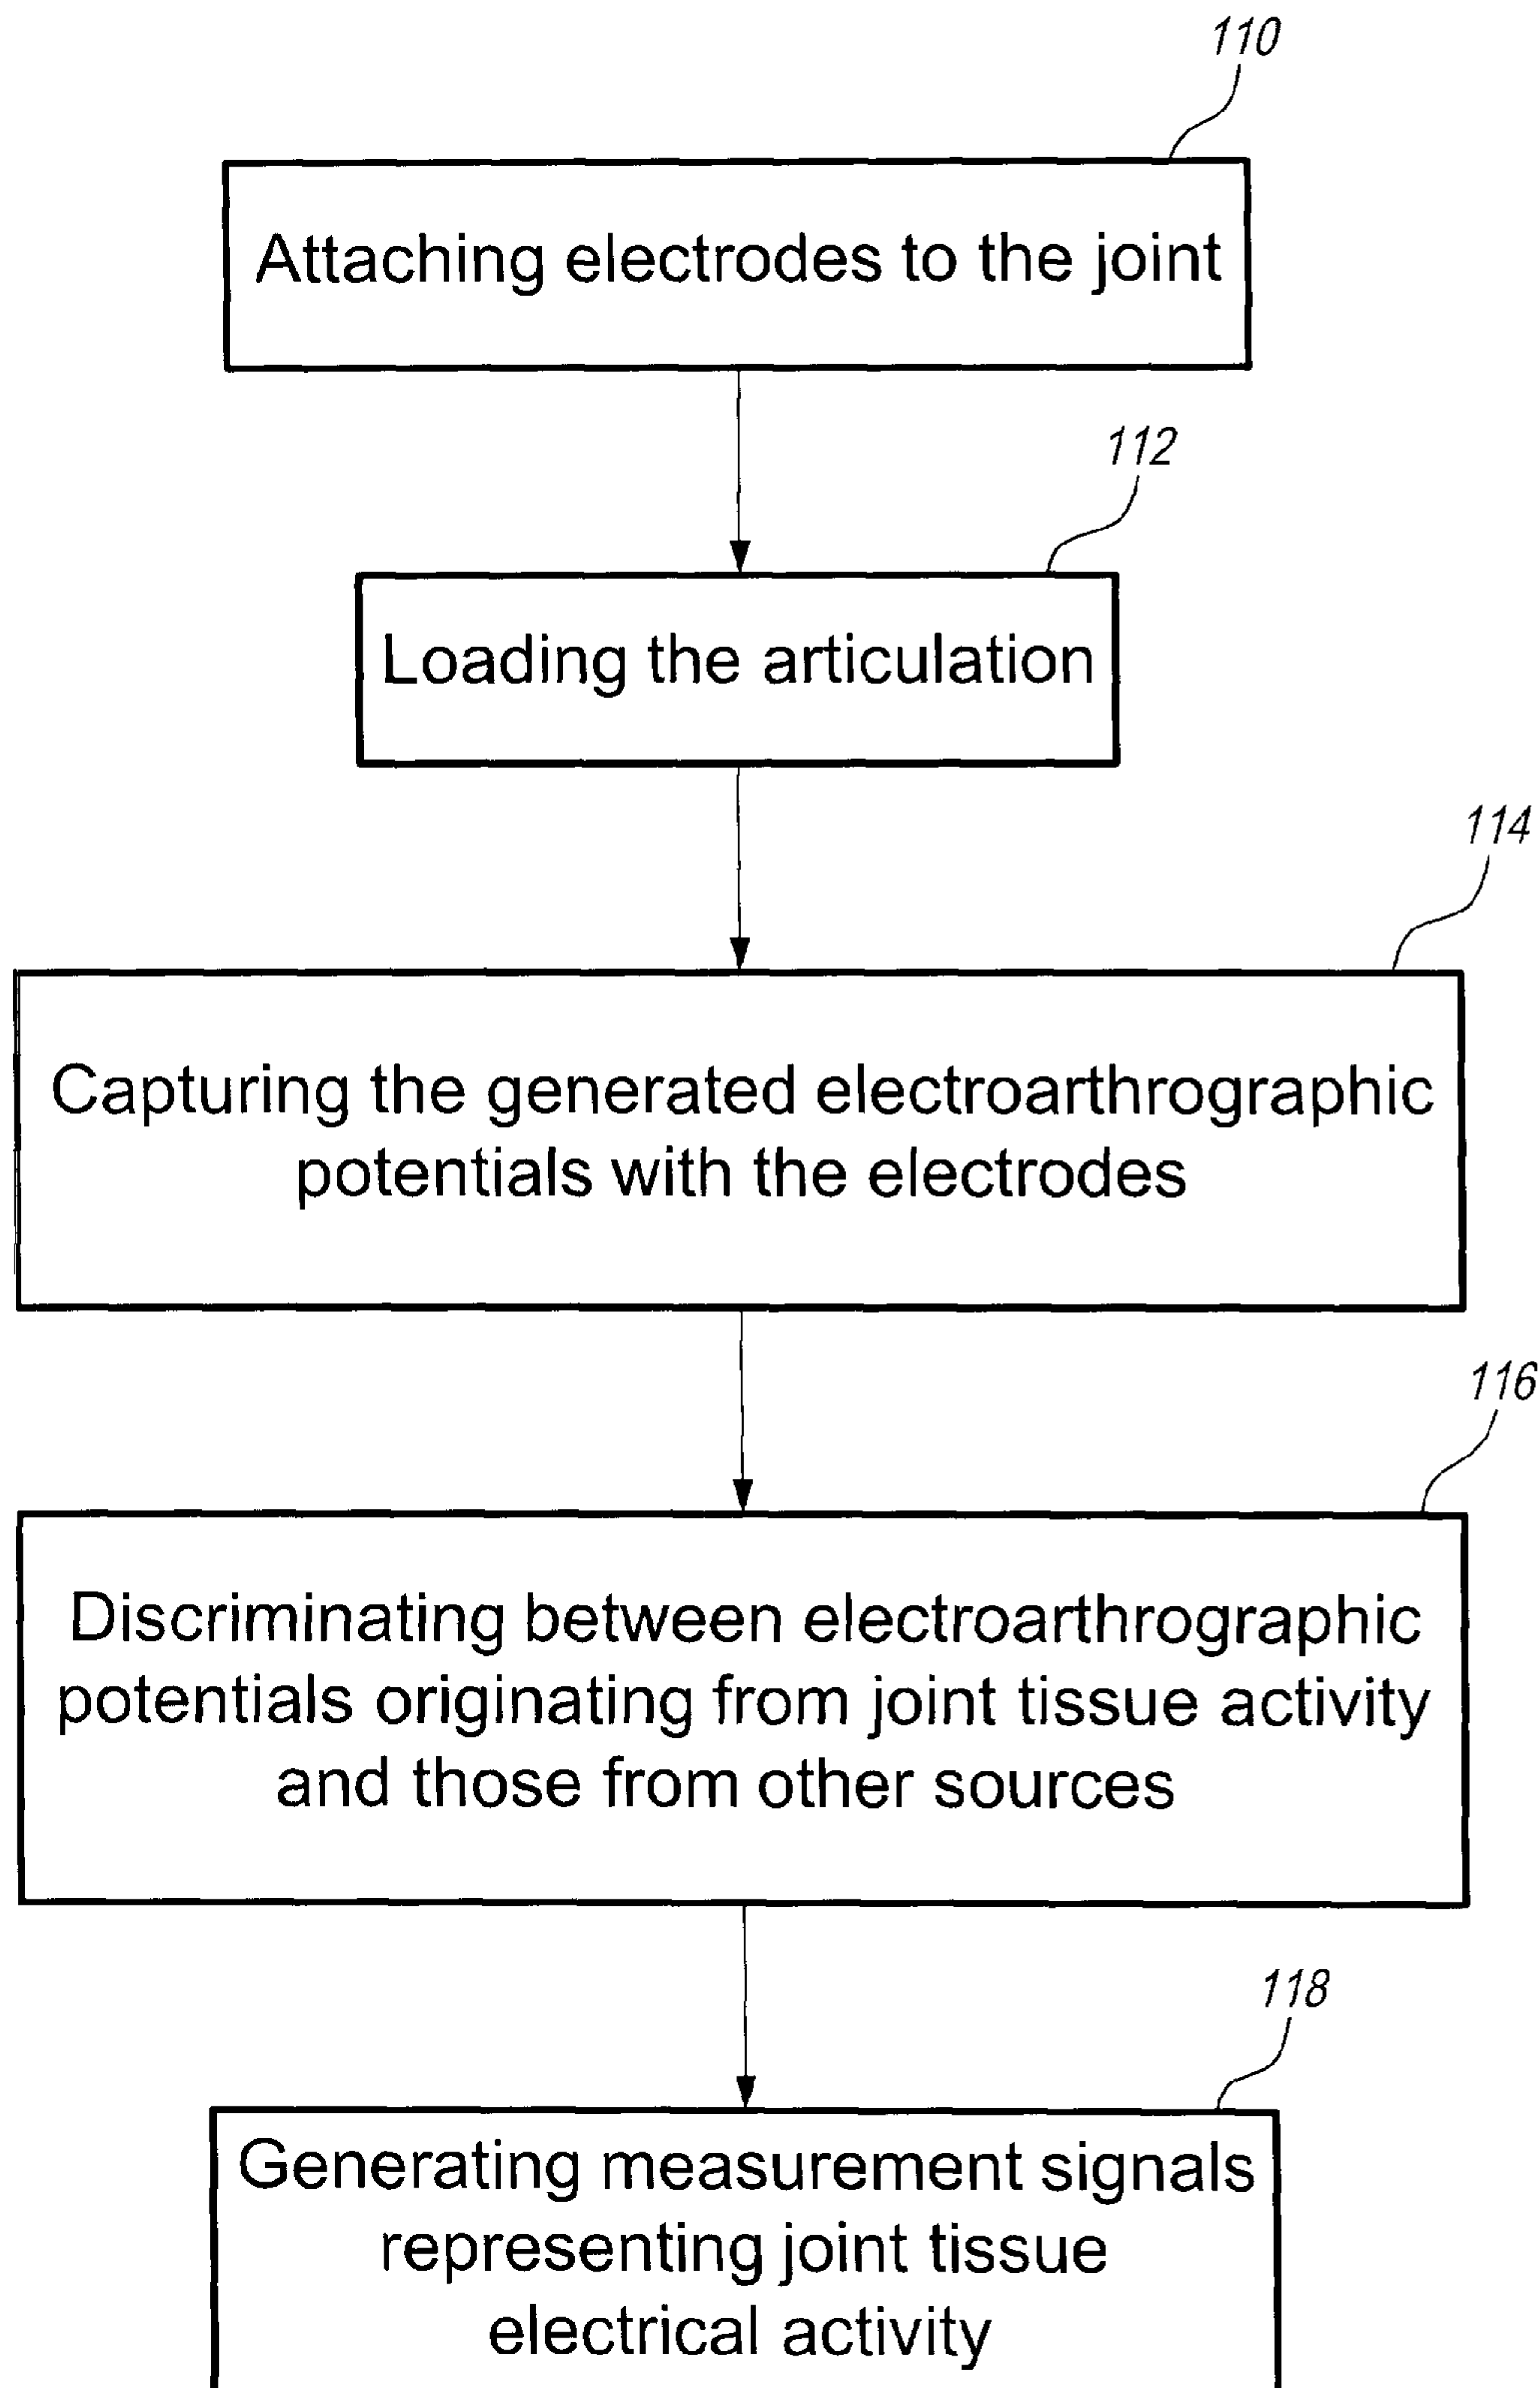 110
Attaching electrodes to the joint
112
Loading the articulation
114
Capturing the generated electroarthrographic
potentials with the electrodes
116
Discriminating between electroarthrographic
potentials originating from joint tissue activity
and those from other sources
118
Generating measurement signals
representing joint tissue
electrical activity